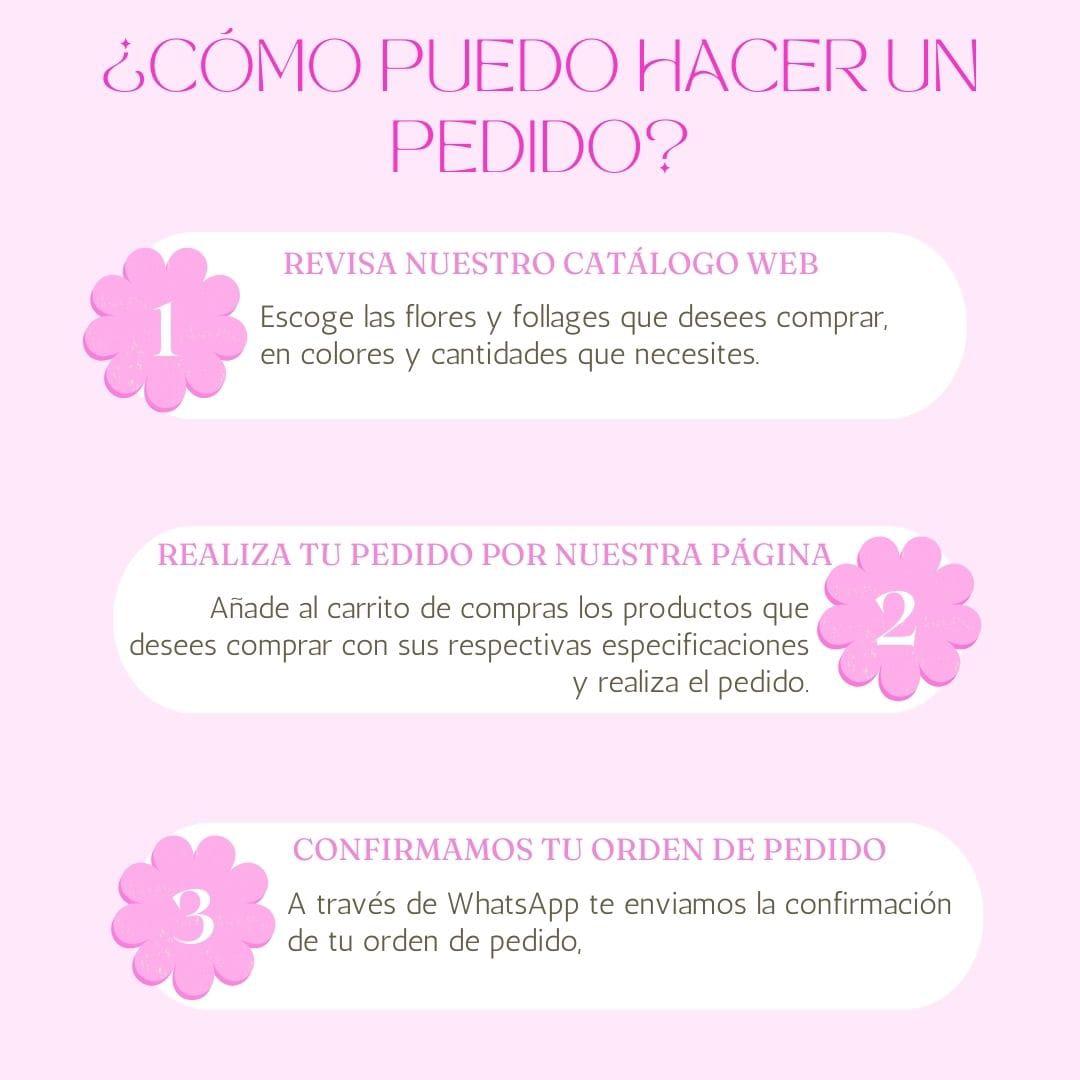 ¿CÓMO PUEDO HACER UN
PEDIDO?
1
REVISA NUESTRO CATÁLOGO WEB
Escoge las flores y follages que desees comprar,
en colores y cantidades que necesites.
REALIZA TU PEDIDO POR NUESTRA PÁGINA
2
Añade al carrito de compras los productos que
desees comprar con sus respectivas especificaciones
y realiza el pedido.
3
CONFIRMAMOS TU ORDEN DE PEDIDO
A través de WhatsApp te enviamos la confirmación
de tu orden de pedido,